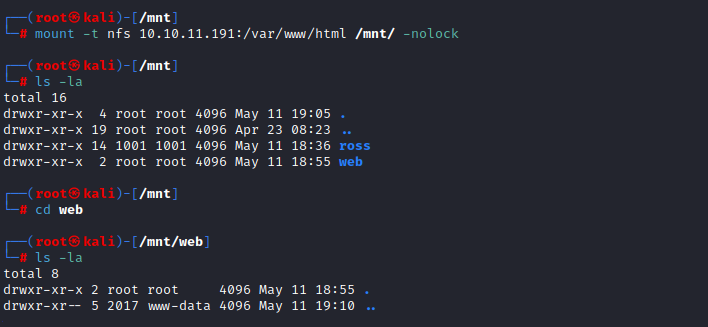 ┌──(root㉿kali)-[/mnt]
└─# mount -t nfs 10.10.11.191:/var/www/html /mnt/ -nolock
┌──(root㉿kali)-[/mnt]
└─# ls -la
total 16
drwxr-xr-x  4 root root 4096 May 11 19:05 .
drwxr-xr-x 19 root root 4096 Apr 23 08:23 ..
drwxr-xr-x 14 1001 1001 4096 May 11 18:36 ross
drwxr-xr-x  2 root root 4096 May 11 18:55 web
┌──(root㉿kali)-[/mnt]
└─# cd web
┌──(root㉿kali)-[/mnt/web]
└─# ls -la
total 8
drwxr-xr-x 2 root root     4096 May 11 18:55 .
drwxr-xr-- 5 2017 www-data 4096 May 11 19:10 ..